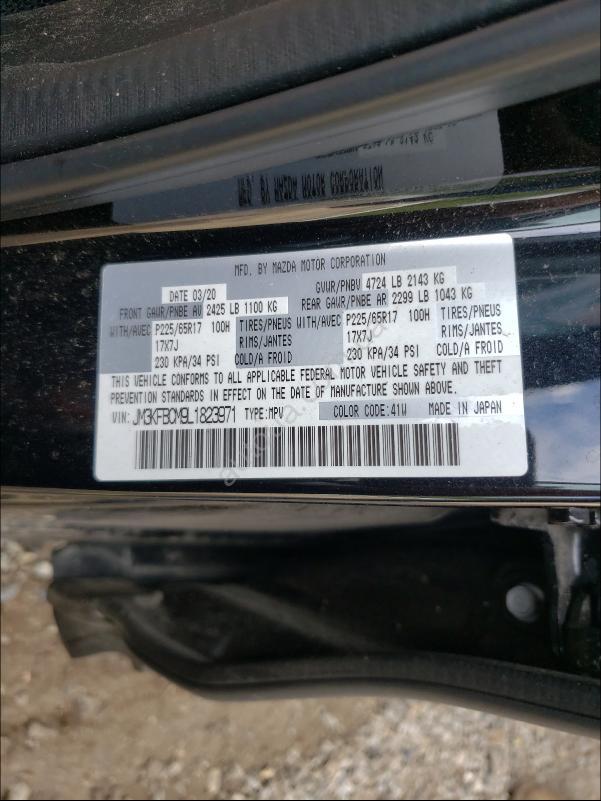 MFD. BY MAZDA MOTOR CORPORATION
DATE 03/20
GVWR/PNBV 4724 LB 2143 KG
FRONT GAWR/PNBE AV 2425 LB 1100 KG
REAR GAWR/PNBE AR 2299 LB 1043 KG
WITH/AVEC P225/65R17 100H TIRES/PNEUS WITH/AVEC P225/65R17 100H TIRES/PNEUS
17X7J RIMS/JANTES 17X7J RIMS/JANTES
230 KPA/34 PSI COLD/A FROID 230 KPA/34 PSI COLD/A FROID
THIS VEHICLE CONFORMS TO ALL APPLICABLE FEDERAL MOTOR VEHICLE SAFETY AND THEFT
PREVENTION STANDARDS IN EFFECT ON THE DATE OF MANUFACTURE SHOWN ABOVE.
VIN: JM3KFBCM9L1823971 TYPE:MPV COLOR CODE:41W MADE IN JAPAN